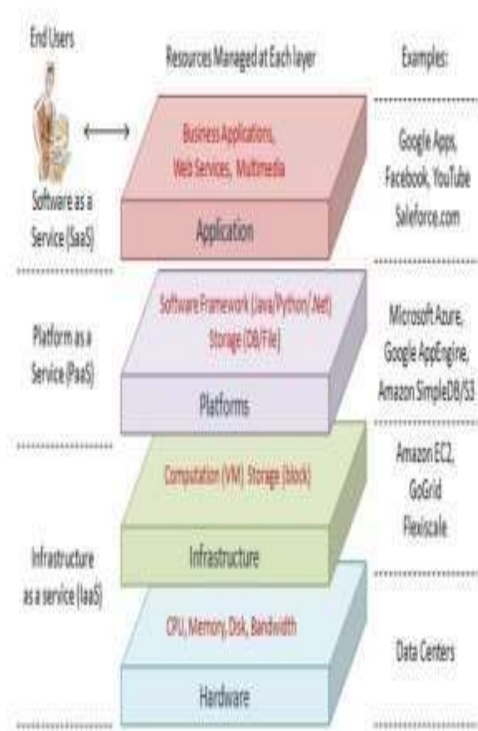 End Users
Resources Managed at Each layer
Examples:
Business Applications,
Web Services, Multimedia
Application
Software as a
Service (SaaS)
Google Apps,
Facebook, YouTube
Saleforce.com
Software Framework (Java/Python/.Net)
Storage (DB/File)
Platforms
Platform as a
Service (PaaS)
Microsoft Azure,
Google AppEngine,
Amazon SimpleDB/S3
Computation (VM) Storage (block)
Infrastructure
Amazon EC2,
GoGrid
Flexiscale
Infrastructure
as a service (IaaS)
CPU, Memory, Disk, Bandwidth
Hardware
Data Centers